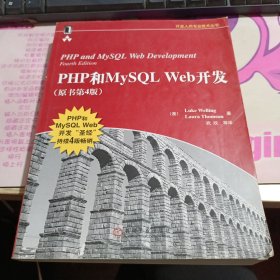 开发人员专业技术丛书
PHP and MySQL Web Development
Fourth Edition
PHP和MySQL Web开发
(原书第4版)
(美)
Luke Welling
Laura Thomson
著
武欣 等译
PHP和
MySQL Web
开发“圣经”
持续4版畅销